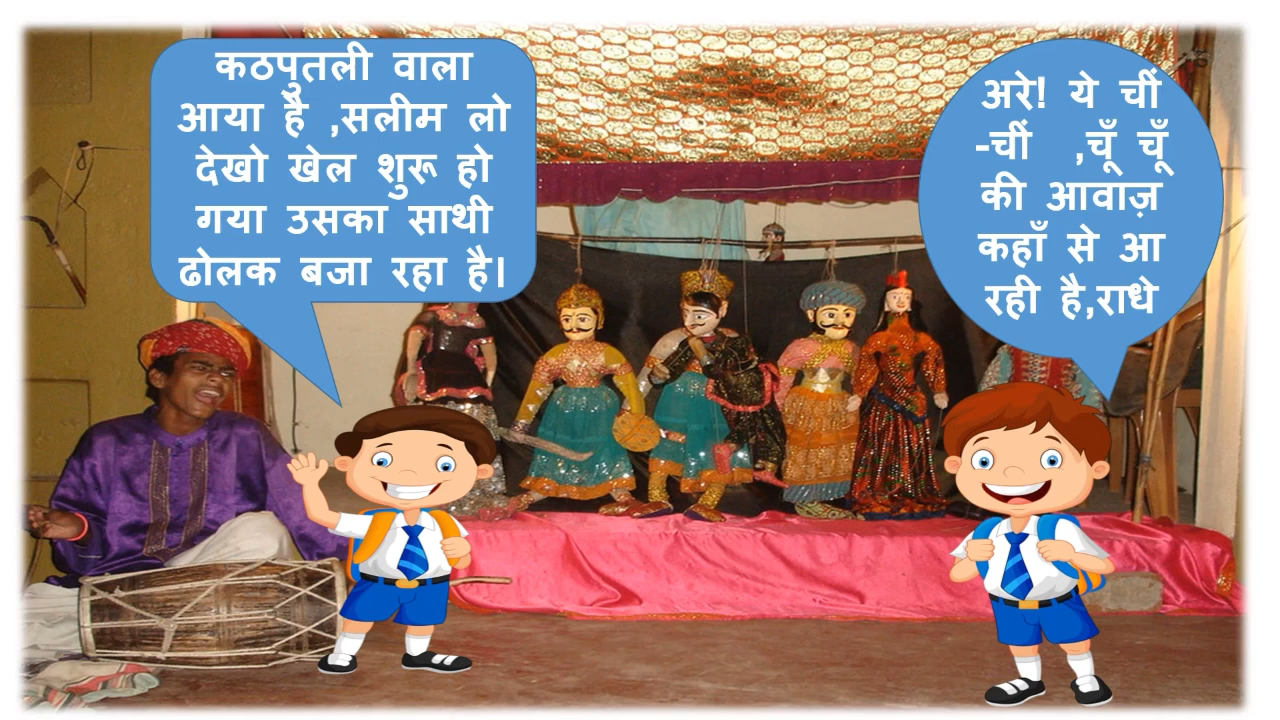 कठपुतली वाला
आया है ,सलीम लो
देखो खेल शुरू हो
गया उसका साथी
ढोलक बजा रहा है।
अरे! ये चीं
-चीं ,चूँ चूँ
की आवाज़
कहाँ से आ
रही है,राधे